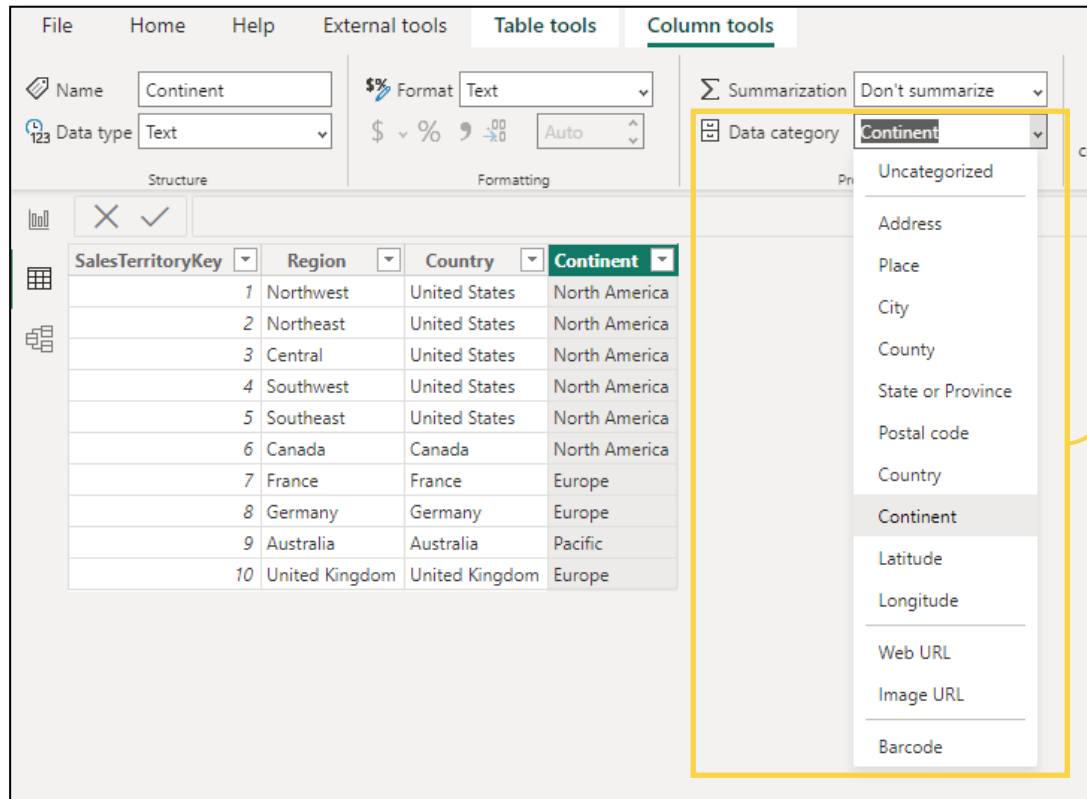 File Home Help External tools Table tools Column tools
Name Continent $% Format Text Σ Summarization Don't summarize
123 Data type Text $ % 9 .00 →.0 Auto Data category Continent
Structure Formatting
Uncategorized
Address
Place
City
County
State or Province
Postal code
Country
Continent
Latitude
Longitude
Web URL
Image URL
Barcode
SalesTerritoryKey Region Country Continent
1 Northwest United States North America
2 Northeast United States North America
3 Central United States North America
4 Southwest United States North America
5 Southeast United States North America
6 Canada Canada North America
7 France France Europe
8 Germany Germany Europe
9 Australia Australia Pacific
10 United Kingdom United Kingdom Europe